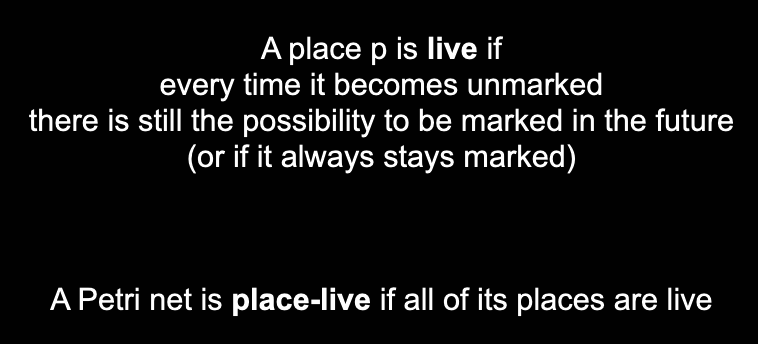 A place p is live if
every time it becomes unmarked
there is still the possibility to be marked in the future
(or if it always stays marked)
A Petri net is place-live if all of its places are live